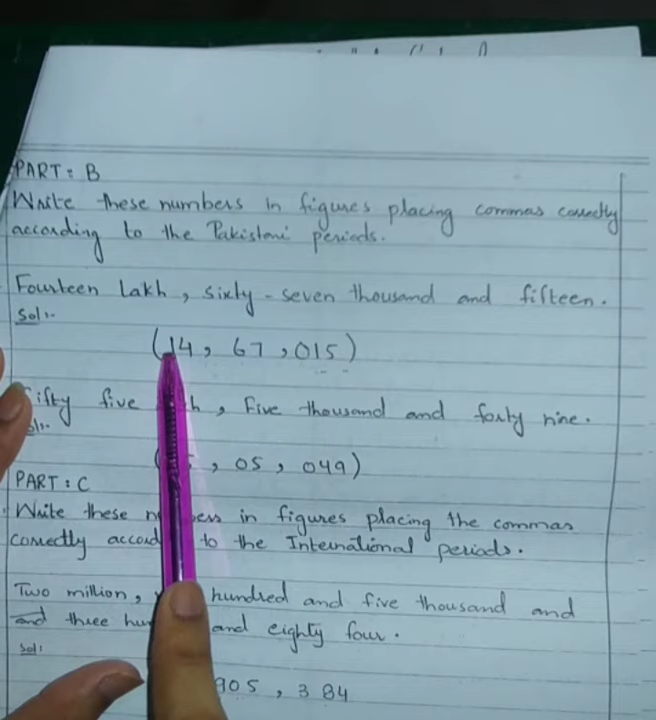 PART: B
Write these numbers in figures placing commas correctly
according to the Pakistani periods.
Fourteen Lakh, sixty-seven thousand and fifteen.
Sol:-
(14, 67, 015)
five , Five thousand and forty nine.
, 05, 049)
PART: C
Write these in figures placing the commas
correctly to the International periods.
Two million, hundred and five thousand and
and three and eighty four.
Sol:
905, 384